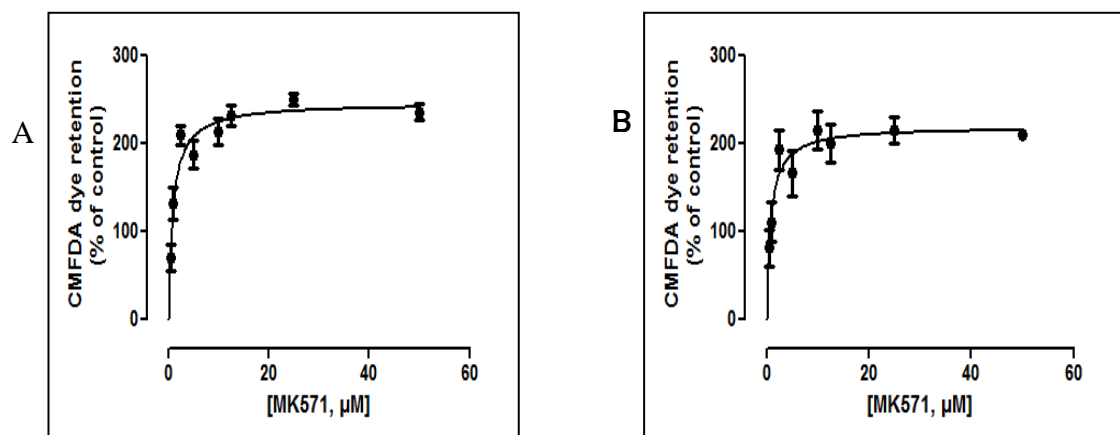 A
CMFDA dye retention
(% of control)
300
200
100
0
0 20 40 60
[MK571, µM]
B
CMFDA dye retention
(% of control)
300
200
100
0
0 20 40 60
[MK571, µM]